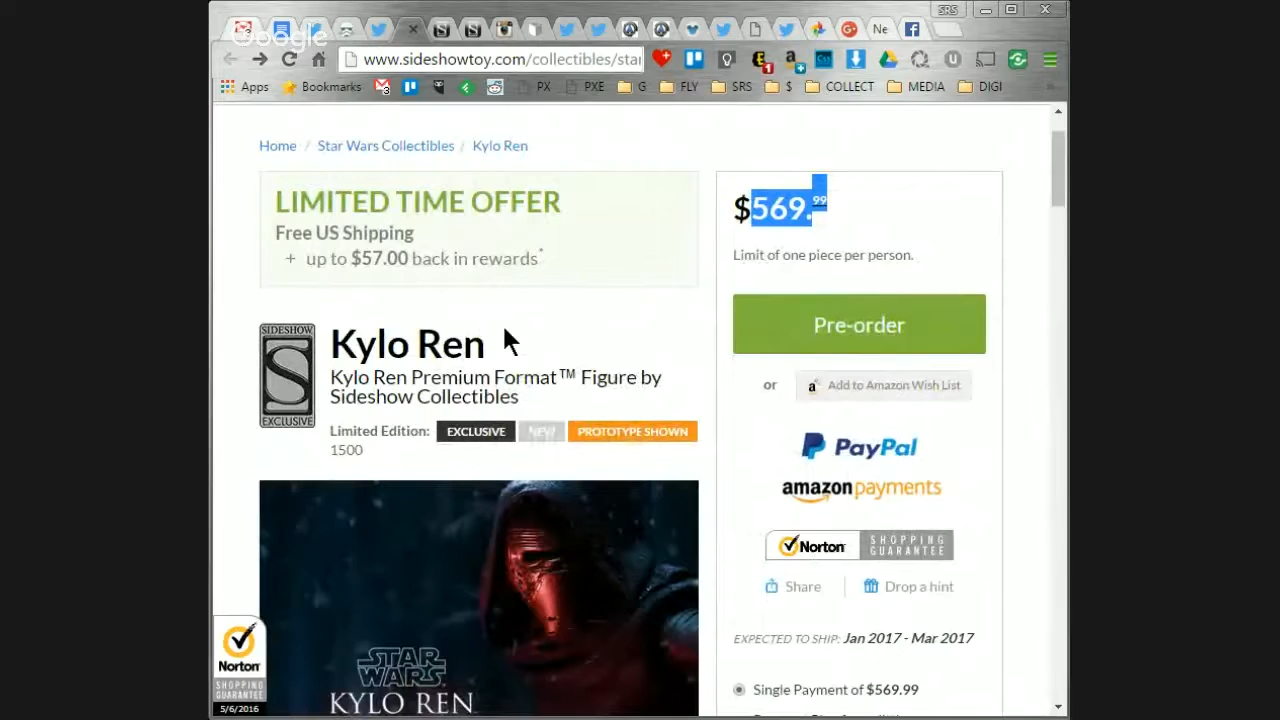 SRS
Google
Ne
www.sideshowtoy.com/collectibles/star
1
Apps
Bookmarks
3
PX
PXE
G
FLY
SRS
$
COLLECT
MEDIA
DIGI
Home / Star Wars Collectibles / Kylo Ren
LIMITED TIME OFFER
Free US Shipping
+ up to $57.00 back in rewards*
$569.99
Limit of one piece per person.
Pre-order
or
Add to Amazon Wish List
SIDESHOW
S
EXCLUSIVE
Kylo Ren
Kylo Ren Premium Format™ Figure by
Sideshow Collectibles
Limited Edition: EXCLUSIVE NEW PROTOTYPE SHOWN
1500
PayPal
amazon payments
Norton SHOPPING
GUARANTEE
Share
Drop a hint
EXPECTED TO SHIP: Jan 2017 - Mar 2017
Single Payment of $569.99
STAR
WARS
KYLO REN
Norton
SHOPPING
GUARANTEE
5/6/2016